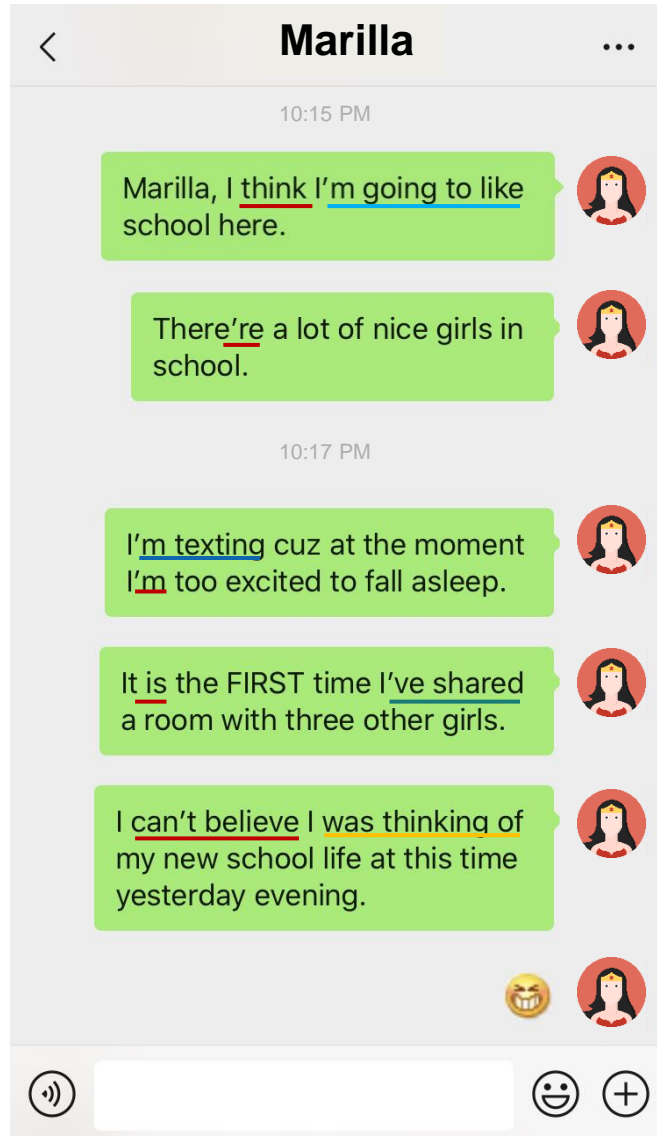 Marilla
10:15 PM
Marilla, I think I’m going to like
school here.
There’re a lot of nice girls in
school.
10:17 PM
I’m texting cuz at the moment
I’m too excited to fall asleep.
It is the FIRST time I’ve shared
a room with three other girls.
I can’t believe I was thinking of
my new school life at this time
yesterday evening.